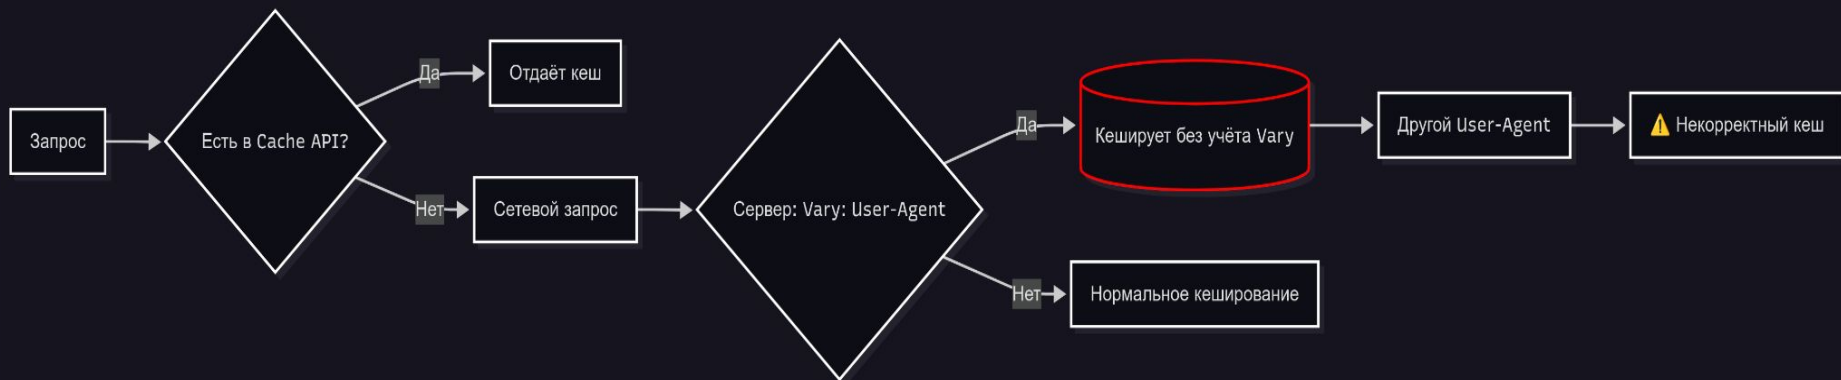 Запрос
Есть в Cache API?
Да
Отдаёт кеш
Нет
Сетевой запрос
Сервер: Vary: User-Agent
Да
Кеширует без учёта Vary
Другой User-Agent
⚠️ Некорректный кеш
Нет
Нормальное кеширование